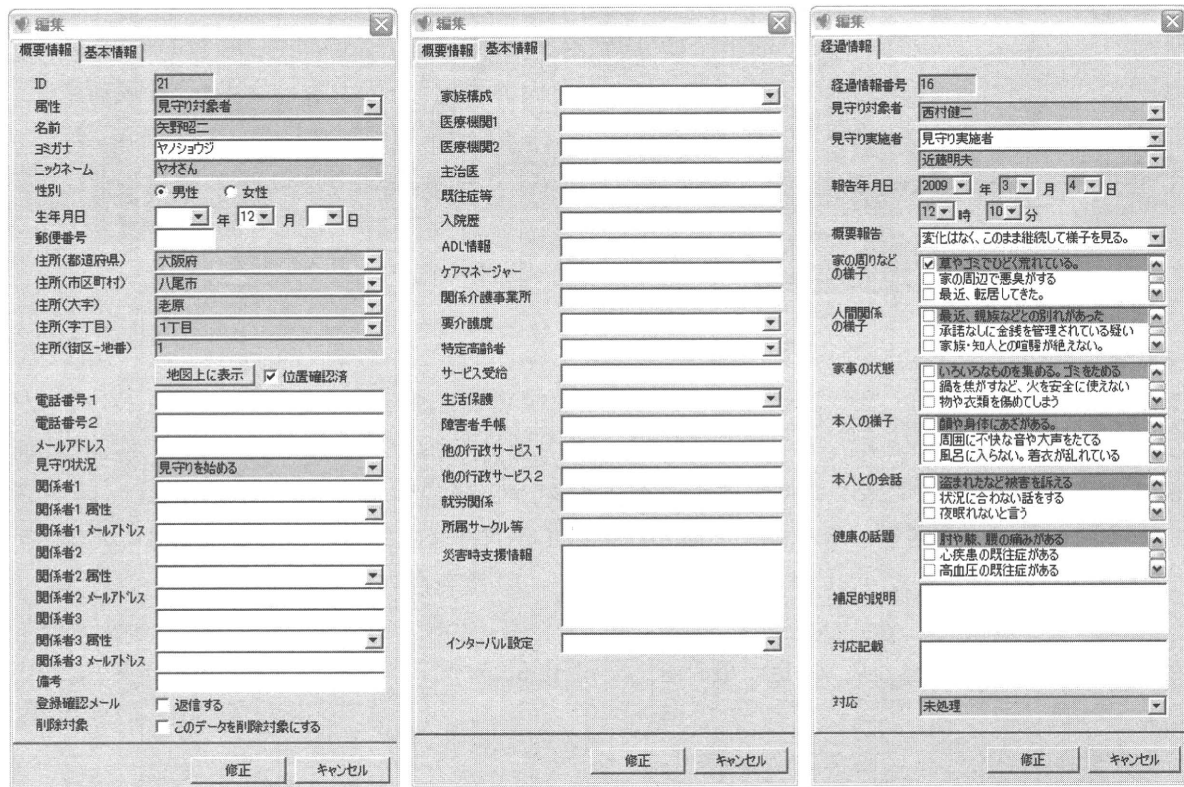 編集
概要情報 基本情報
ID 21
属性 見守り対象者
名前 矢野昭二
ヨミガナ ヤノショウジ
ニックネーム ヤオさん
性別 男性 女性
生年月日 年 12 月 日
郵便番号
住所(都道府県) 大阪府
住所(市区町村) 八尾市
住所(大字) 老原
住所(字丁目) 1丁目
住所(街区-地番) 1
地図上に表示 位置確認済
電話番号1
電話番号2
メールアドレス
見守り状況 見守りを始める
関係者1
関係者1 属性
関係者1 メールアドレス
関係者2
関係者2 属性
関係者2 メールアドレス
関係者3
関係者3 属性
関係者3 メールアドレス
備考
登録確認メール 返信する
削除対象 このデータを削除対象にする
修正 キャンセル
編集
概要情報 基本情報
家族構成
医療機関1
医療機関2
主治医
既往症等
入院歴
ADL情報
ケアマネージャー
関係介護事業所
要介護度
特定高齢者
サービス受給
生活保護
障害者手帳
他の行政サービス1
他の行政サービス2
就労関係
所属サークル等
災害時支援情報
インターバル設定
修正 キャンセル
編集
経過情報
経過情報番号 16
見守り対象者 西村健二
見守り実施者 見守り実施者
近藤明夫
報告年月日 2009 年 3 月 4 日
12 時 10 分
概要報告 変化はなく、このまま継続して様子を見る。
家の周りなどの様子 草やゴミでひどく荒れている。
家の周辺で悪臭がする
最近、転居してきた。
人間関係の様子 最近、親族などとの別れがあった
承諾なしに金銭を管理されている疑い
家族・知人との喧騒が絶えない。
家事の状態 いろいろなものを集める。ゴミをためる
鍋を焦がすなど、火を安全に使えない
物や衣類を傷めてしまう
本人の様子 顔や身体にあざがある。
周囲に不快な音や大声をたてる
風呂に入らない。着衣が乱れている
本人との会話 盗まれたなど被害を訴える
状況に合わない話をする
夜眠れないと言う
健康の話題 肘や膝、腰の痛みがある
心疾患の既往症がある
高血圧の既往症がある
補足的説明
対応記載
対応 未処理
修正 キャンセル